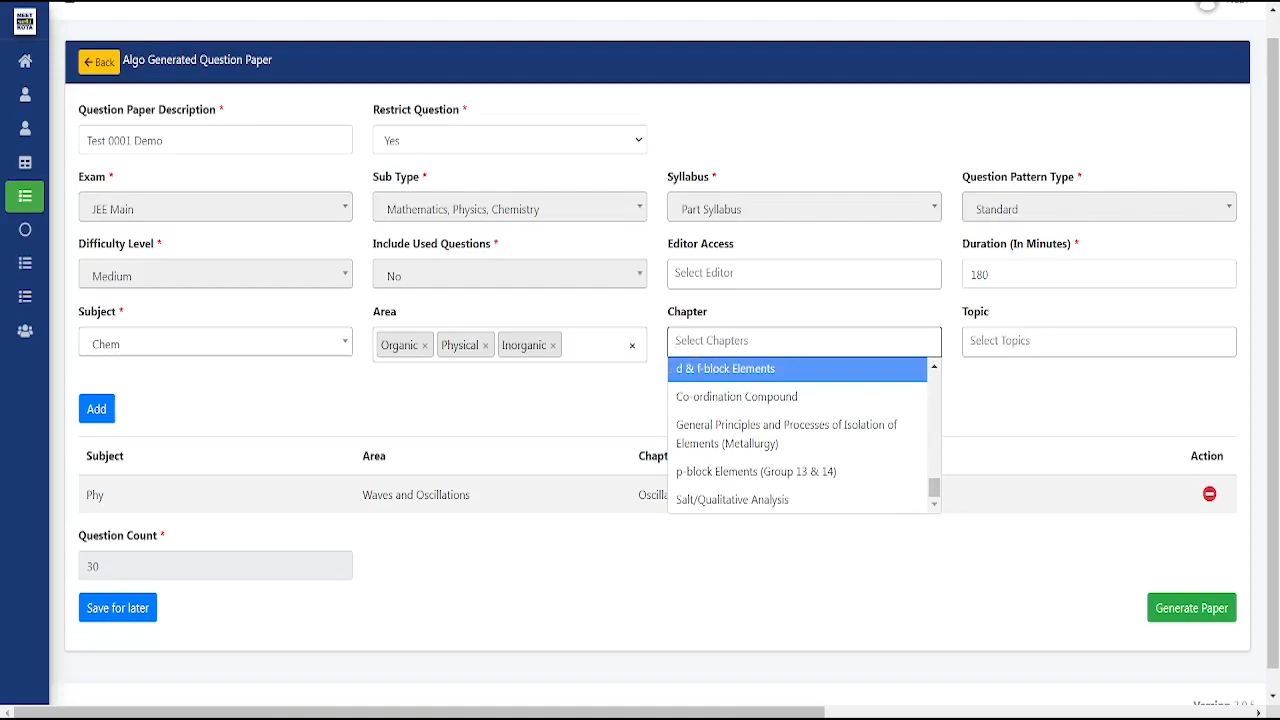 NEET
KOTA
← Back Algo Generated Question Paper
Question Paper Description * Restrict Question *
Test 0001 Demo Yes
Exam * Sub Type * Syllabus * Question Pattern Type *
JEE Main Mathematics, Physics, Chemistry Part Syllabus Standard
Difficulty Level * Include Used Questions * Editor Access Duration (In Minutes) *
Medium No Select Editor 180
Subject * Area Chapter Topic
Chem Organic × Physical × Inorganic × × Select Chapters Select Topics
d & f-block Elements
Co-ordination Compound
General Principles and Processes of Isolation of
Elements (Metallurgy)
p-block Elements (Group 13 & 14)
Salt/Qualitative Analysis
Add
Subject Area Chapt Action
Phy Waves and Oscillations Oscilla
Question Count *
30
Save for later Generate Paper